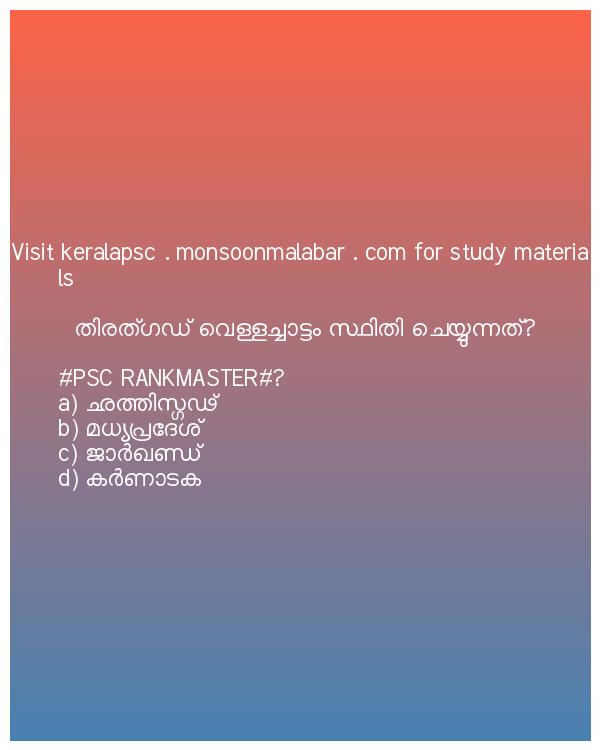 Visit keralapsc . monsoonmalabar . com for study materia
ls
തിരത്ഗഡ് വെള്ളച്ചാട്ടം സ്ഥിതി ചെയ്യുന്നത്?
#PSC RANKMASTER#?
a) ഛത്തിസ്ഗഢ്
b) മധ്യപ്രദേശ്
c) ജാർഖണ്ഡ്
d) കർണാടക